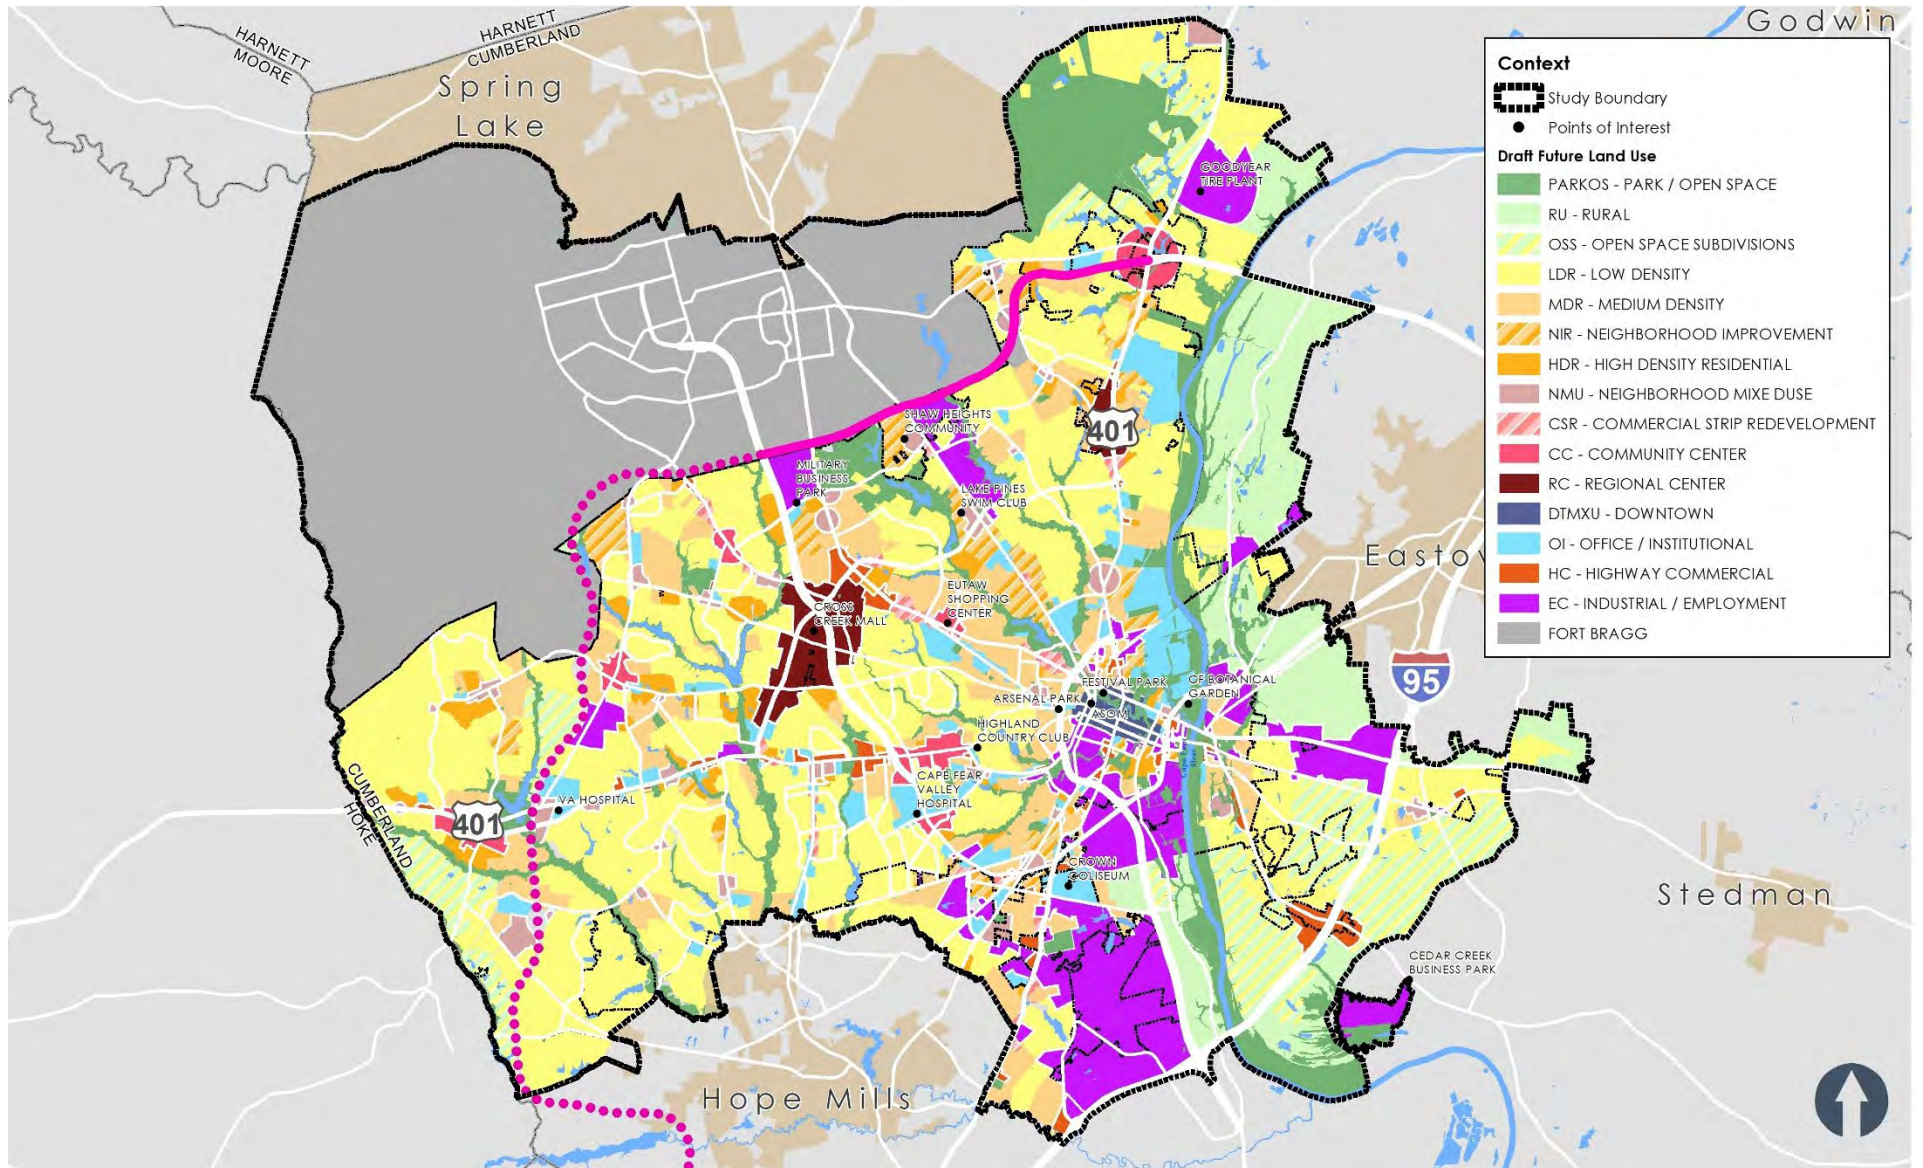 Godwin
HARNETT
MOORE
HARNETT
CUMBERLAND
Spring
Lake
Context
Study Boundary
Points of Interest
Draft Future Land Use
PARKOS - PARK / OPEN SPACE
RU - RURAL
OSS - OPEN SPACE SUBDIVISIONS
LDR - LOW DENSITY
MDR - MEDIUM DENSITY
NIR - NEIGHBORHOOD IMPROVEMENT
HDR - HIGH DENSITY RESIDENTIAL
NMU - NEIGHBORHOOD MIXE DUSE
CSR - COMMERCIAL STRIP REDEVELOPMENT
CC - COMMUNITY CENTER
RC - REGIONAL CENTER
DTMXU - DOWNTOWN
OI - OFFICE / INSTITUTIONAL
HC - HIGHWAY COMMERCIAL
EC - INDUSTRIAL / EMPLOYMENT
FORT BRAGG
GOODYEAR
TIRE PLANT
SHAW HEIGHTS
COMMUNITY
401
MILITARY
BUSINESS
PARK
LAKE PINES
SWIM CLUB
Eastov
EUTAW
SHOPPING
CENTER
CROSS
CREEK MALL
FESTIVAL PARK
CF BOTANICAL
GARDEN
95
ARSENAL PARK
ASOM
HIGHLAND
COUNTRY CLUB
CUMBERLAND
HOKE
CAPE FEAR
VALLEY
HOSPITAL
VA HOSPITAL
401
CROWN
COLISEUM
Stedman
CEDAR CREEK
BUSINESS PARK
Hope Mills